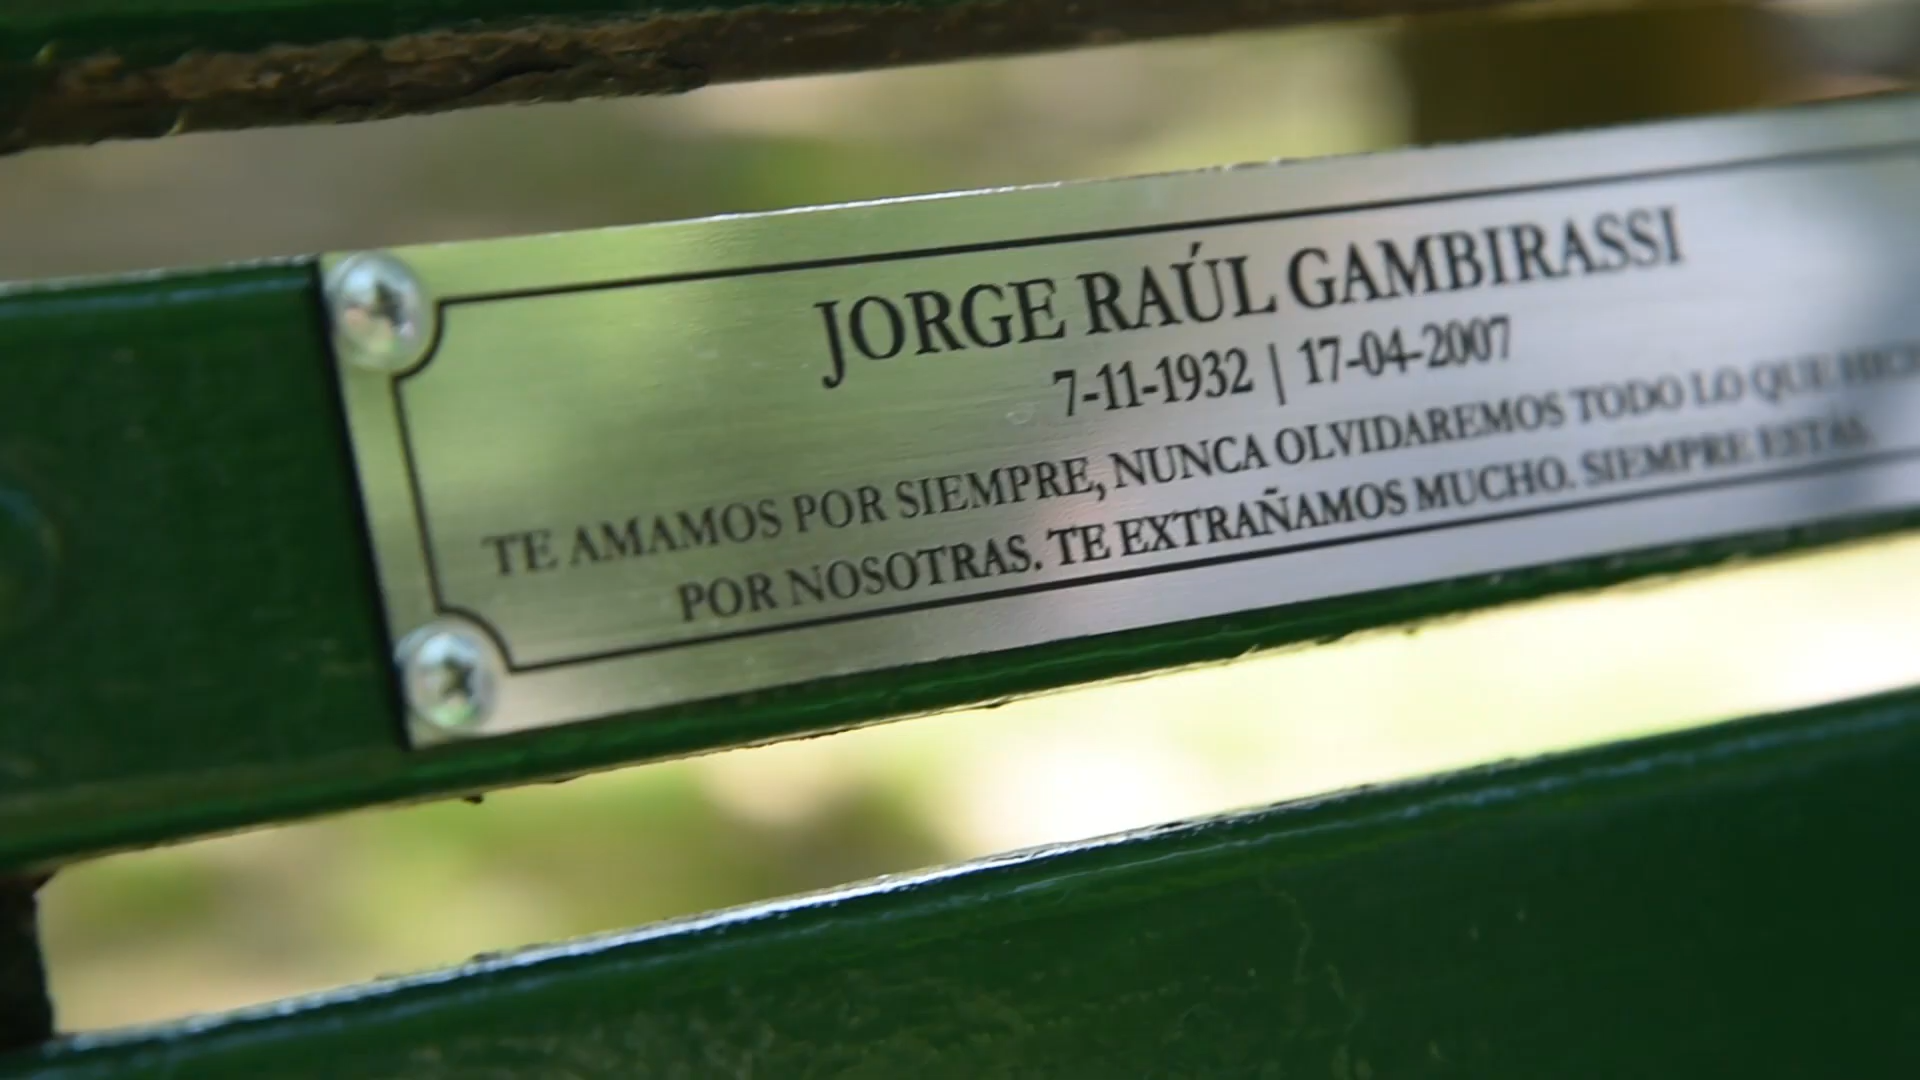 JORGE RAÚL GAMBIRASSI
7-11-1932 | 17-04-2007
TE AMAMOS POR SIEMPRE, NUNCA OLVIDAREMOS TODO LO QUE
POR NOSOTRAS. TE EXTRAÑAMOS MUCHO. SIEMPRE ESTÁS